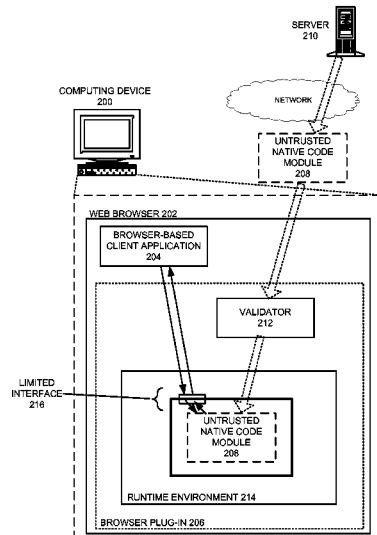 SERVER
210
COMPUTING DEVICE
200
NETWORK
UNTRUSTED
NATIVE CODE
MODULE
208
WEB BROWSER 202
BROWSER-BASED
CLIENT APPLICATION
204
VALIDATOR
212
LIMITED
INTERFACE
216
UNTRUSTED
NATIVE CODE
MODULE
208
RUNTIME ENVIRONMENT 214
BROWSER PLUG-IN 206